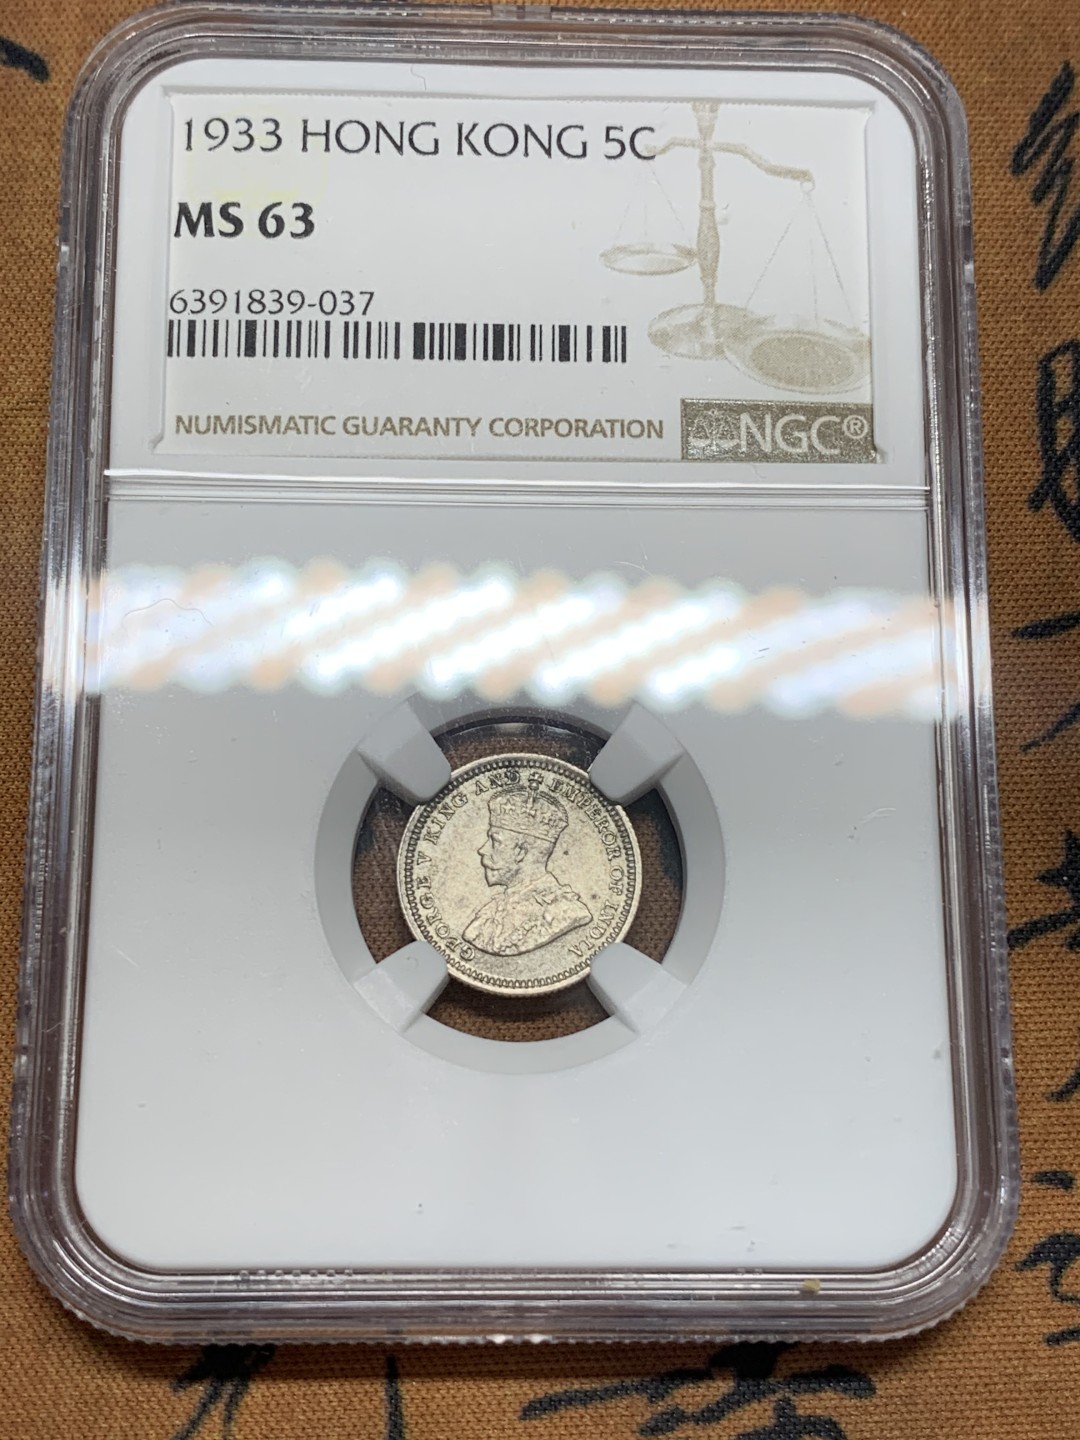 1933 HONG KONG 5C
MS 63
6391839-037
NUMISMATIC GUARANTY CORPORATION
NGC®
GEORGE V KING AND EMPEROR OF INDIA